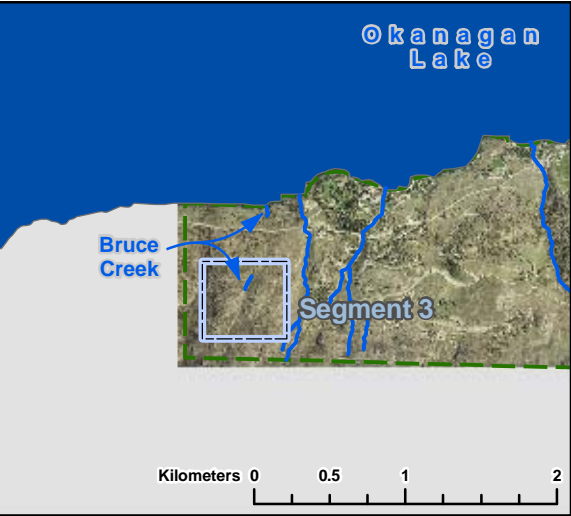 Okanagan
Lake
Bruce
Creek
Segment 3
Kilometers 0 0.5 1 2